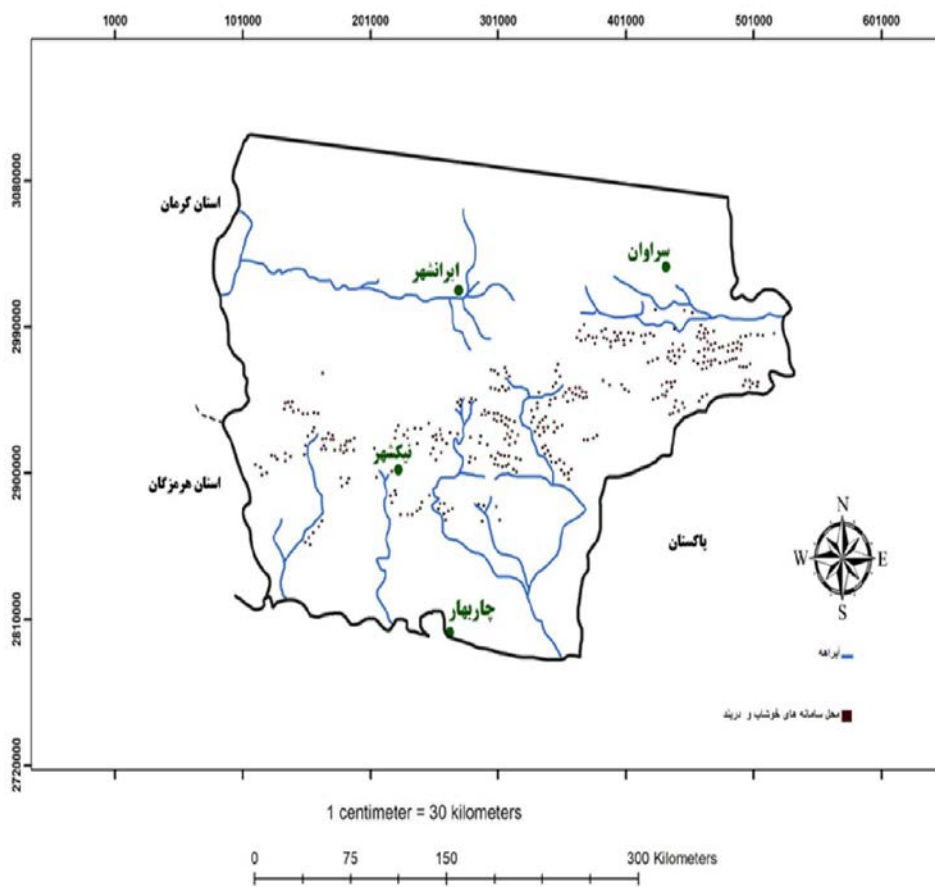 1000 101000 201000 301000 401000 501000 601000
3080000
2990000
2900000
2810000
2720000
استان کرمان
سراوان
ایرانشهر
نیکشهر
استان هرمزگان
پاکستان
چاربهار
N
W E
S
آبراهه
محل سامانه های خوشاب و دربند
1 centimeter = 30 kilometers
0 75 150 300 Kilometers